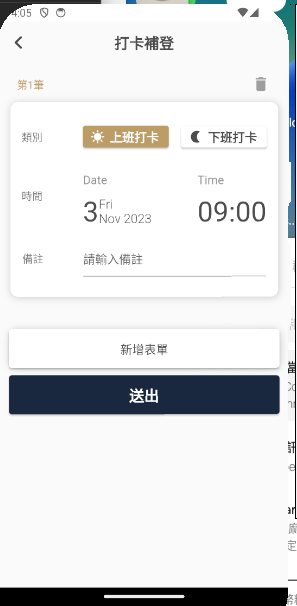 4:05
打卡補登
第1筆
類別
上班打卡
下班打卡
時間
Date
Time
3
Fri
Nov 2023
09:00
備註
請輸入備註
新增表單
送出